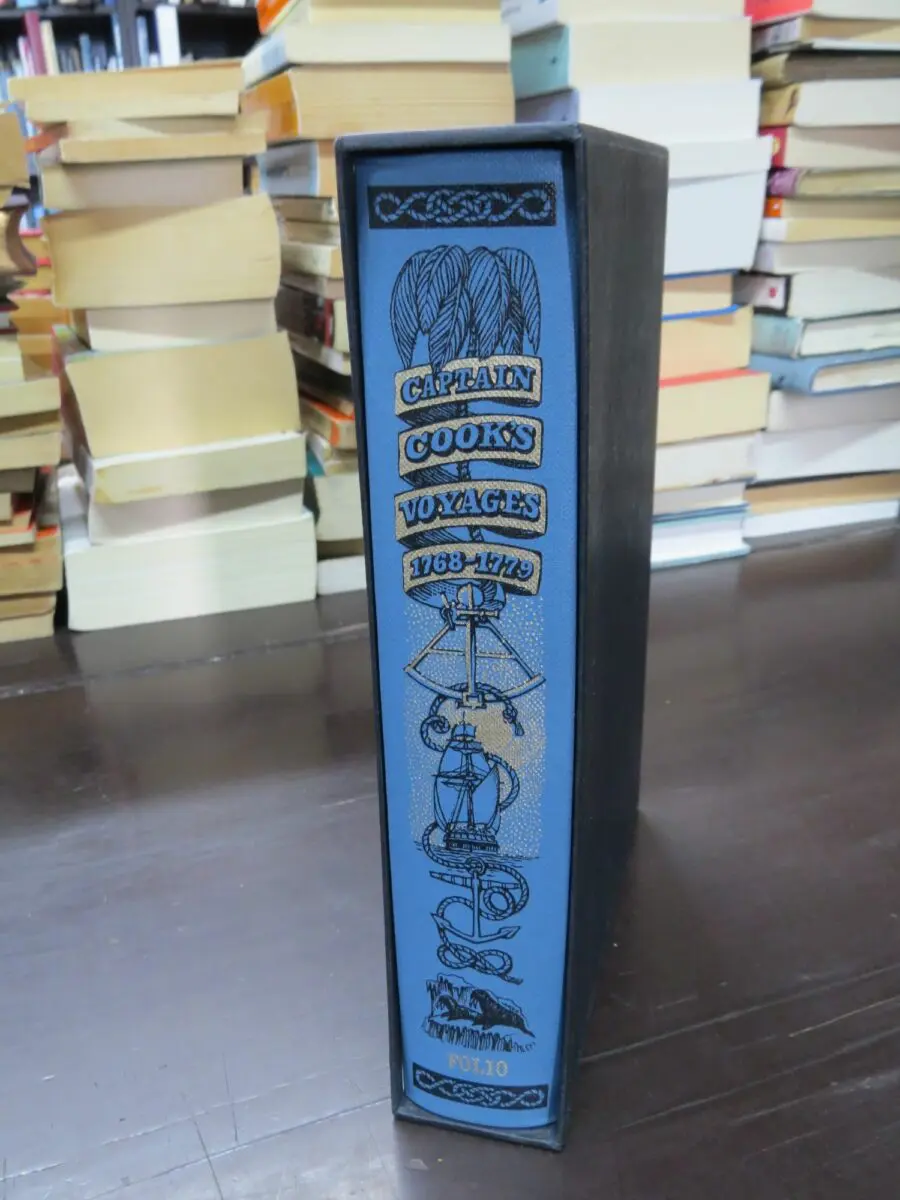 CAPTAIN
COOK'S
VOYAGES
1768-1779
FOLIO